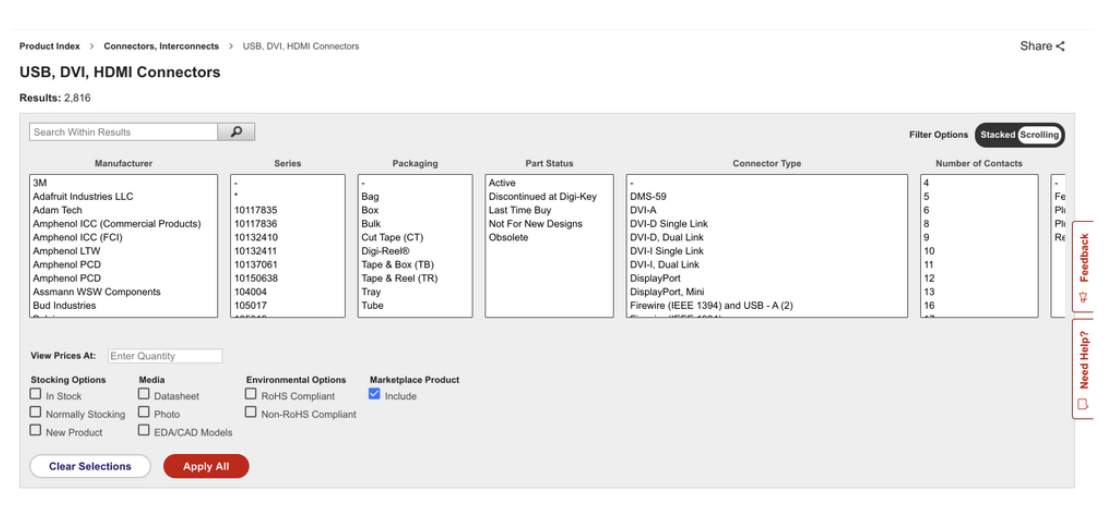 Product Index > Connectors, Interconnects > USB, DVI, HDMI Connectors
Share
USB, DVI, HDMI Connectors
Results: 2,816
Search Within Results
Filter Options Stacked Scrolling
Manufacturer
3M
Adafruit Industries LLC
Adam Tech
Amphenol ICC (Commercial Products)
Amphenol ICC (FCI)
Amphenol LTW
Amphenol PCD
Amphenol PCD
Assmann WSW Components
Bud Industries
Series
-
*
10117835
10117836
10132410
10132411
10137061
10150638
104004
105017
Packaging
-
Bag
Box
Bulk
Cut Tape (CT)
Digi-Reel®
Tape & Box (TB)
Tape & Reel (TR)
Tray
Tube
Part Status
Active
Discontinued at Digi-Key
Last Time Buy
Not For New Designs
Obsolete
Connector Type
-
DMS-59
DVI-A
DVI-D Single Link
DVI-D, Dual Link
DVI-I Single Link
DVI-I, Dual Link
DisplayPort
DisplayPort, Mini
Firewire (IEEE 1394) and USB - A (2)
Number of Contacts
4
5
6
8
9
10
11
12
13
16
-
Fe
Plu
Plu
Re
Feedback
Need Help?
View Prices At: Enter Quantity
Stocking Options
In Stock
Normally Stocking
New Product
Media
Datasheet
Photo
EDA/CAD Models
Environmental Options
RoHS Compliant
Non-RoHS Compliant
Marketplace Product
Include
Clear Selections
Apply All